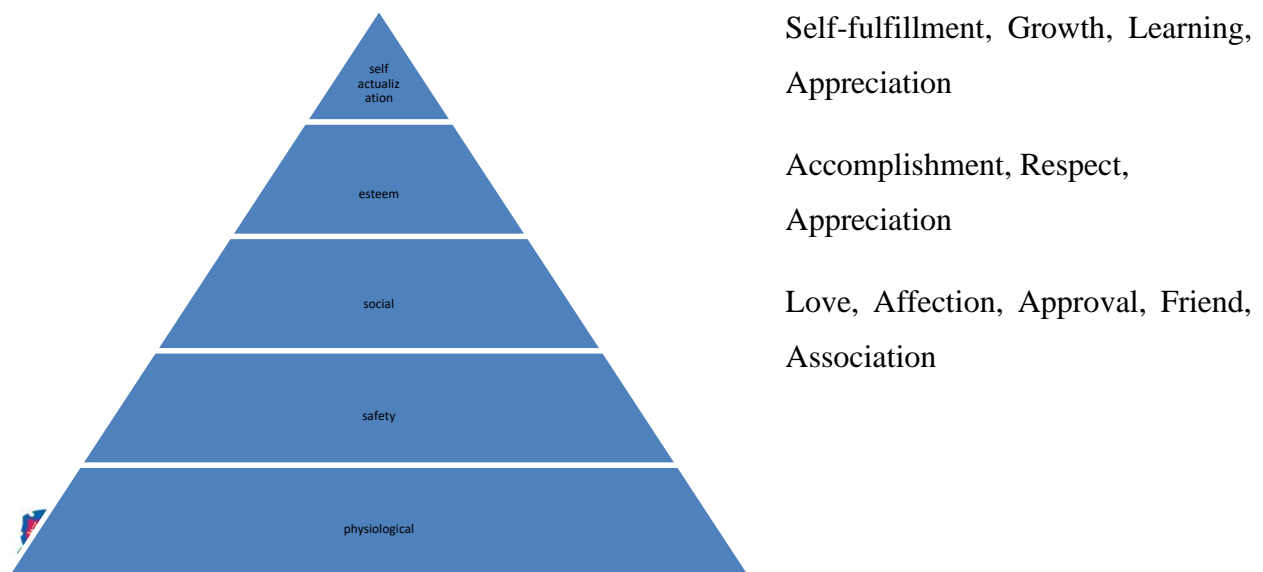 self
actualiz
ation
esteem
social
safety
physiological
Self-fulfillment, Growth, Learning,
Appreciation
Accomplishment, Respect,
Appreciation
Love, Affection, Approval, Friend,
Association